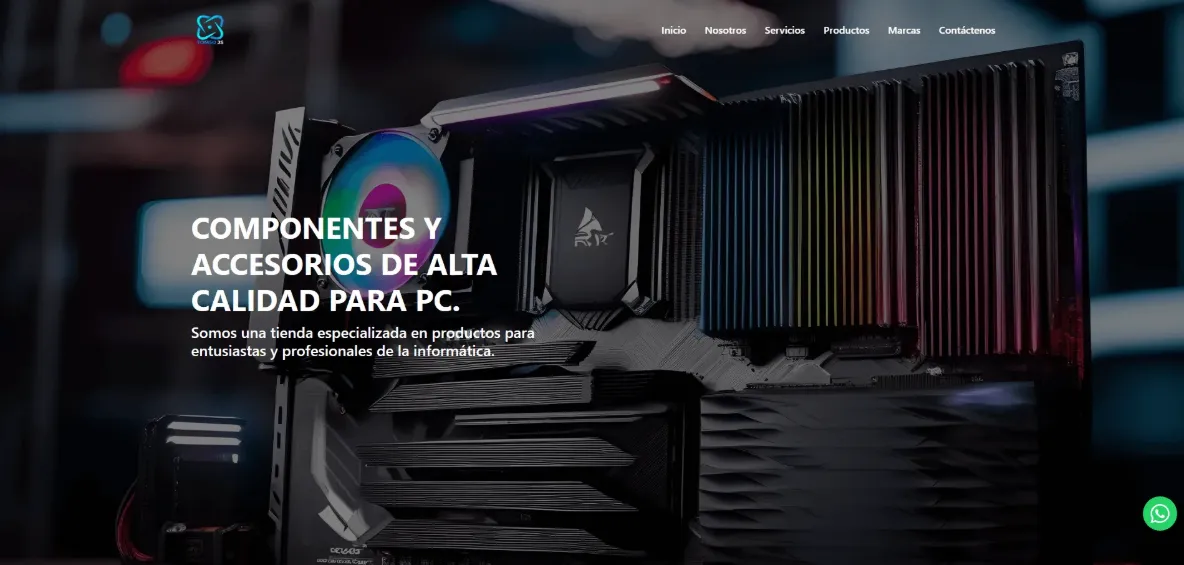 Inicio Nosotros Servicios Productos Marcas Contáctenos
COMPONENTES Y
ACCESORIOS DE ALTA
CALIDAD PARA PC.
Somos una tienda especializada en productos para
entusiastas y profesionales de la informática.